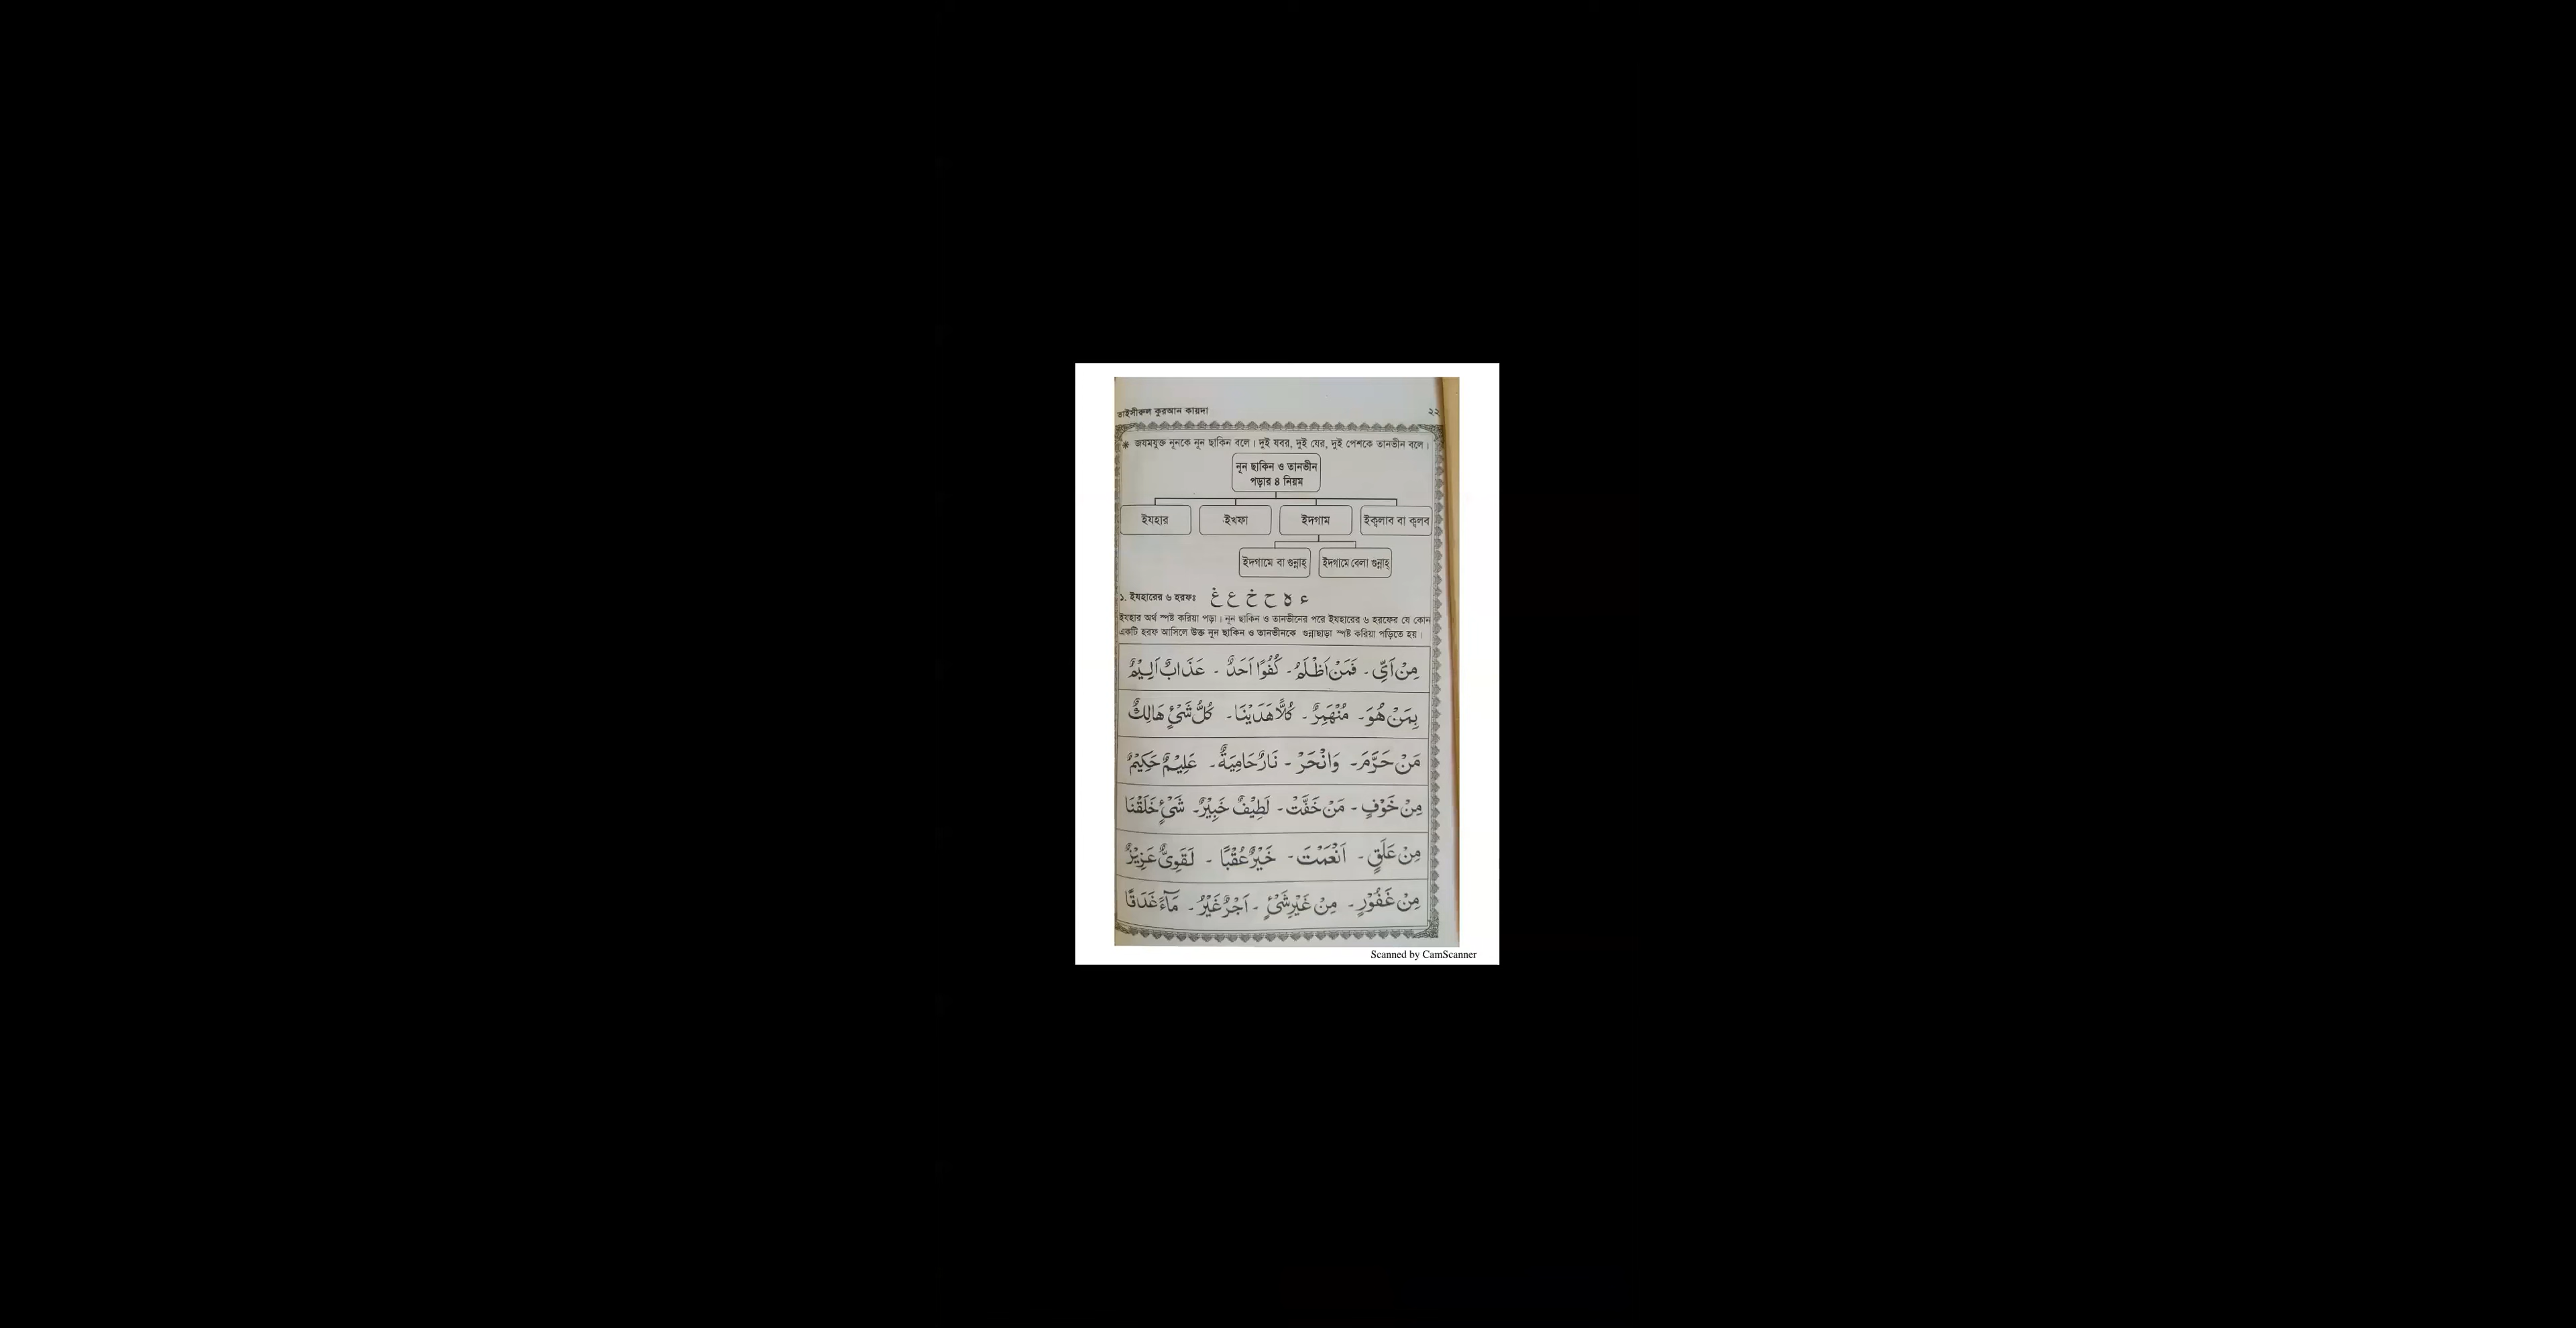 তাইসীরুল কুরআন কায়দা ২২
* জযমযুক্ত নূনকে নূন ছাকিন বলে। দুই যবর, দুই যের, দুই পেশকে তানভীন বলে।
নূন ছাকিন ও তানভীন
পড়ার ৪ নিয়ম
ইযহার ইখফা ইদগাম ইক্বলাব বা ক্বলব
ইদগামে বা গুন্নাহ্ ইদগামে বেলা গুন্নাহ্
১. ইযহারের ৬ হরফঃ ء ه ح خ ع غ
ইযহার অর্থ স্পষ্ট করিয়া পড়া। নূন ছাকিন ও তানভীনের পরে ইযহারের ৬ হরফের যে কোন
একটি হরফ আসিলে উক্ত নূন ছাকিন ও তানভীনকে গুন্নাছাড়া স্পষ্ট করিয়া পড়িতে হয়।
مِنْ اَيِّ - فَمَنْ اَظْلَمُ - كُفُوًا اَحَدٌ - عَذَابٌ اَلِيْمٌ
بِمَنْ هُوَ - مُنْهَمِرٌ - كُلًّا هَدَيْنَا - كُلُّ شَيْءٍ هَالِكٌ
مَنْ حَرَّمَ - وَانْحَرْ - نَارٌ حَامِيَةٌ - عَلِيْمٌ حَكِيْمٌ
مِنْ خَوْفٍ - مَنْ خَفَّتْ - لَطِيْفٌ خَبِيْرٌ - شَيْءٍ خَلَقْنَا
مِنْ عَلَقٍ - اَنْعَمْتَ - خَيْرٌ عُقْبًا - لَقَوِيٌّ عَزِيْزٌ
مِنْ غَفُوْرٍ - مِنْ غَيْرِ شَيْءٍ - اَجْرٌ غَيْرُ - مَآءً غَدَقًا
Scanned by CamScanner